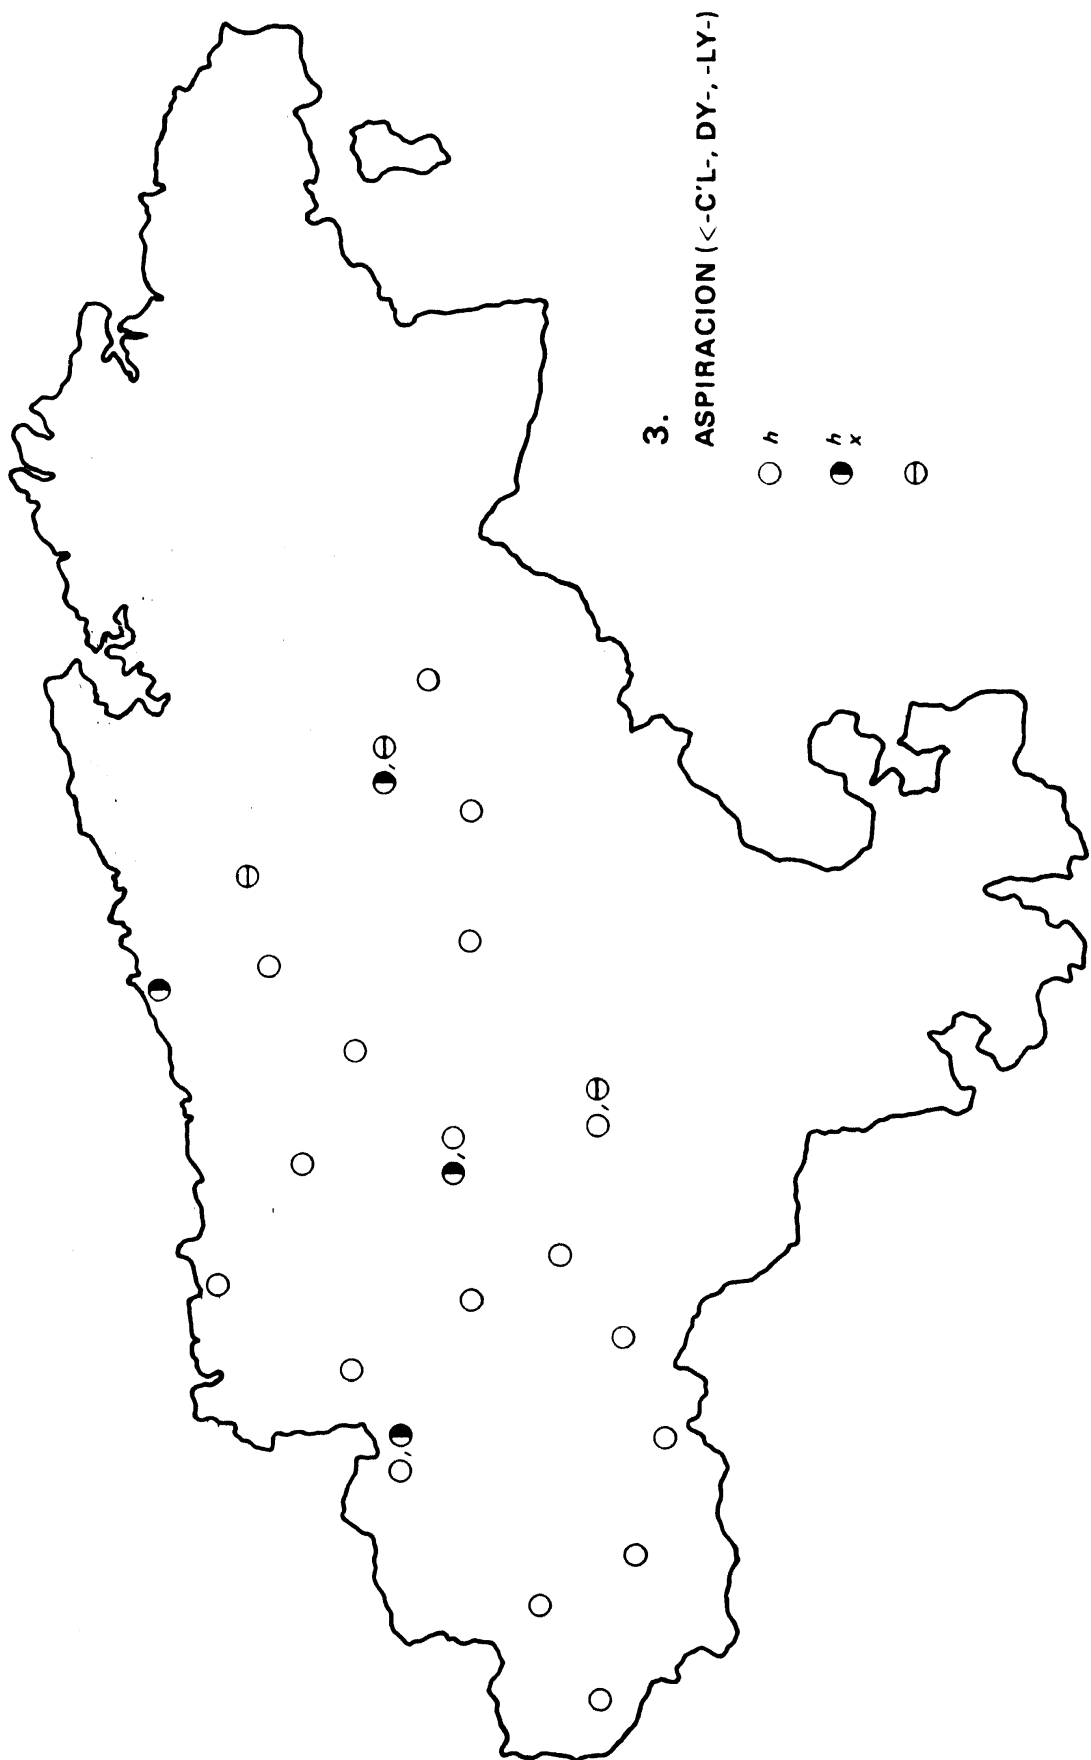 3.
ASPIRACION (<-C'L-, DY-, -LY-)
h
h
x